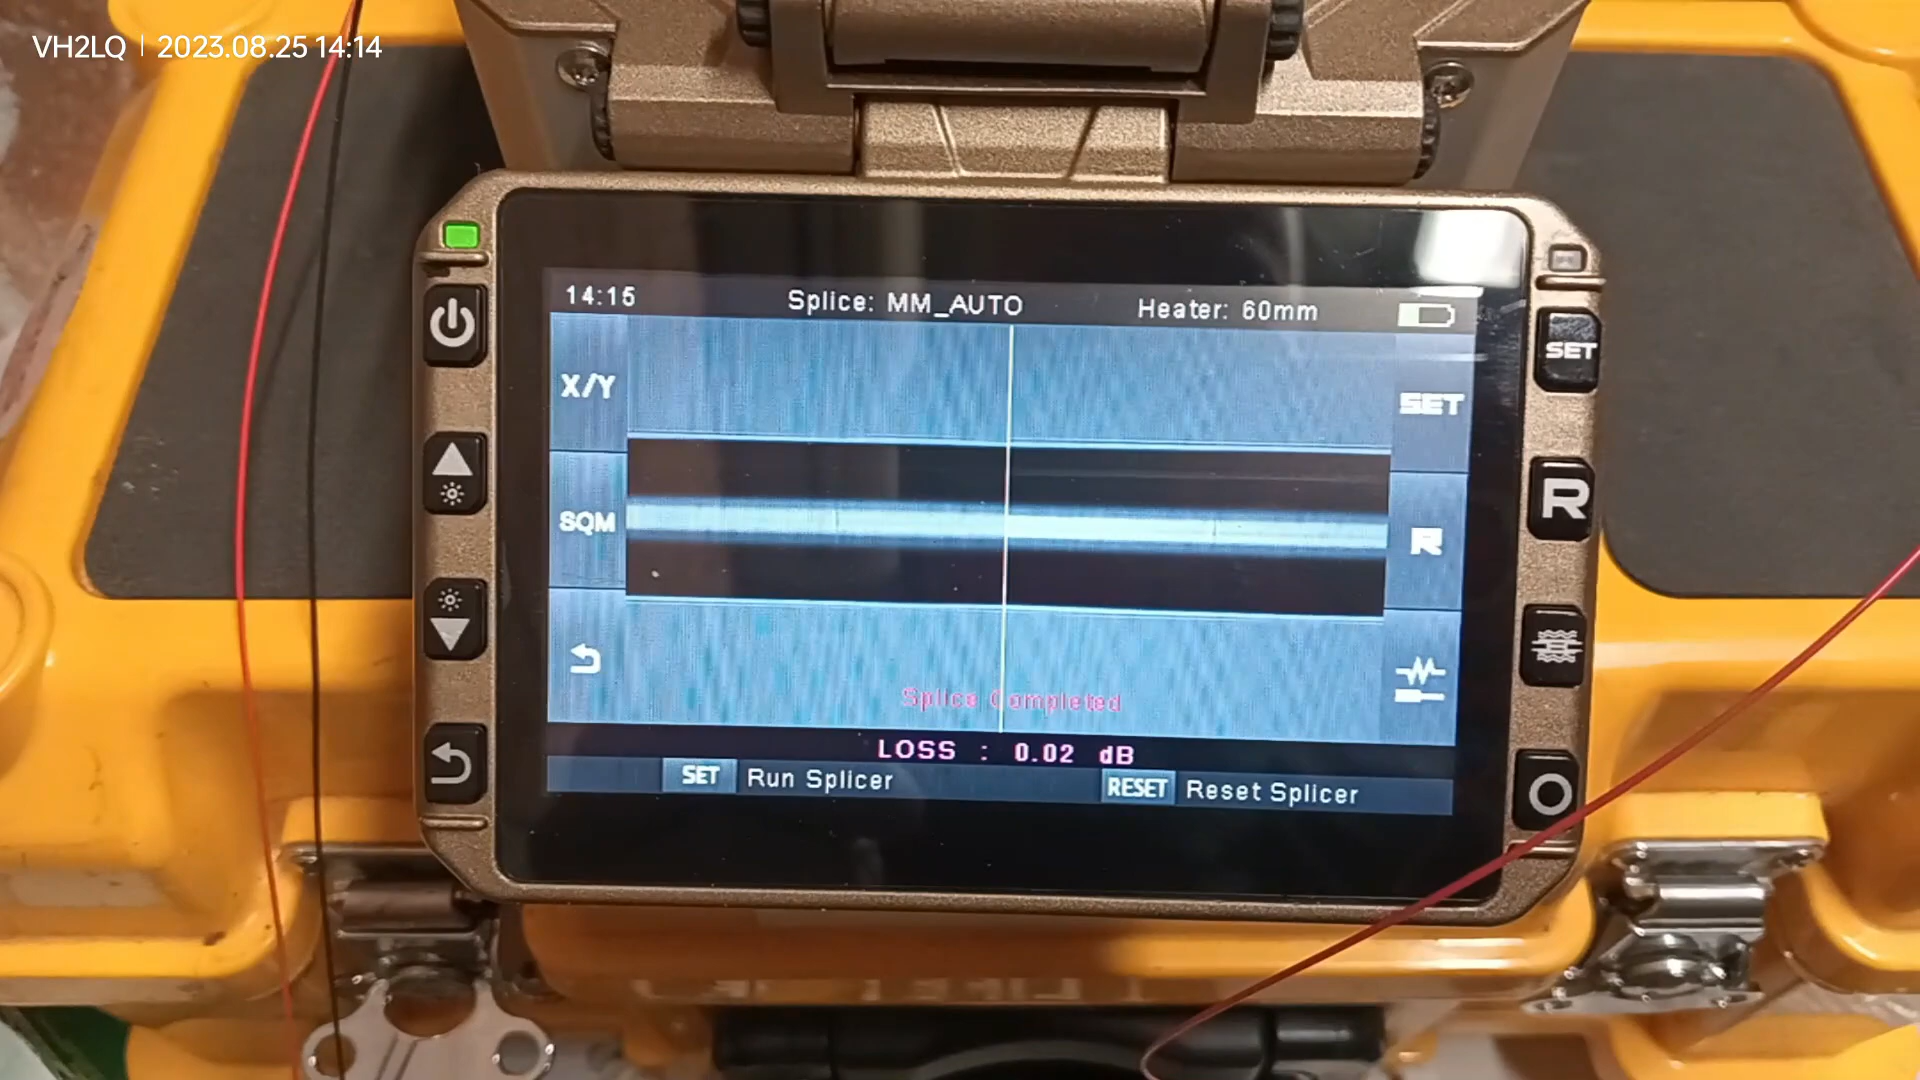 VH2LQ | 2023.08.25 14:14
14:15 Splice: MM_AUTO Heater: 60mm
X/Y
SET
SET
SQM
R
R
Splice Completed
LOSS : 0.02 dB
SET Run Splicer RESET Reset Splicer